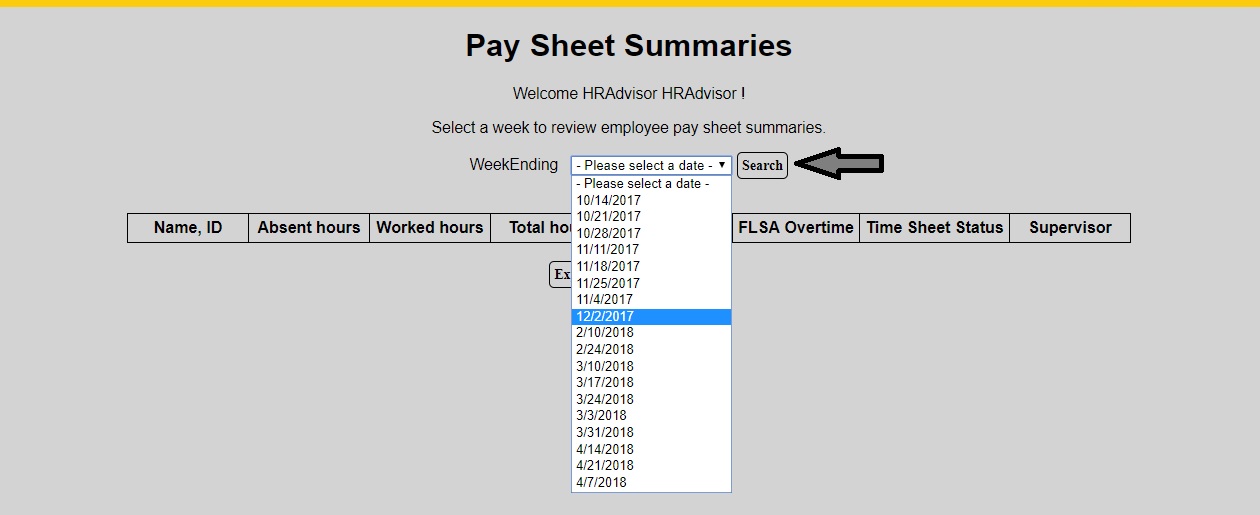 Pay Sheet Summaries
Welcome HRAdvisor HRAdvisor !
Select a week to review employee pay sheet summaries.
WeekEnding - Please select a date - Search
- Please select a date -
10/14/2017
10/21/2017
10/28/2017
11/11/2017
11/18/2017
11/25/2017
11/4/2017
12/2/2017
2/10/2018
2/24/2018
3/10/2018
3/17/2018
3/24/2018
3/3/2018
3/31/2018
4/14/2018
4/21/2018
4/7/2018
Name, ID Absent hours Worked hours Total hou FLSA Overtime Time Sheet Status Supervisor
Ex